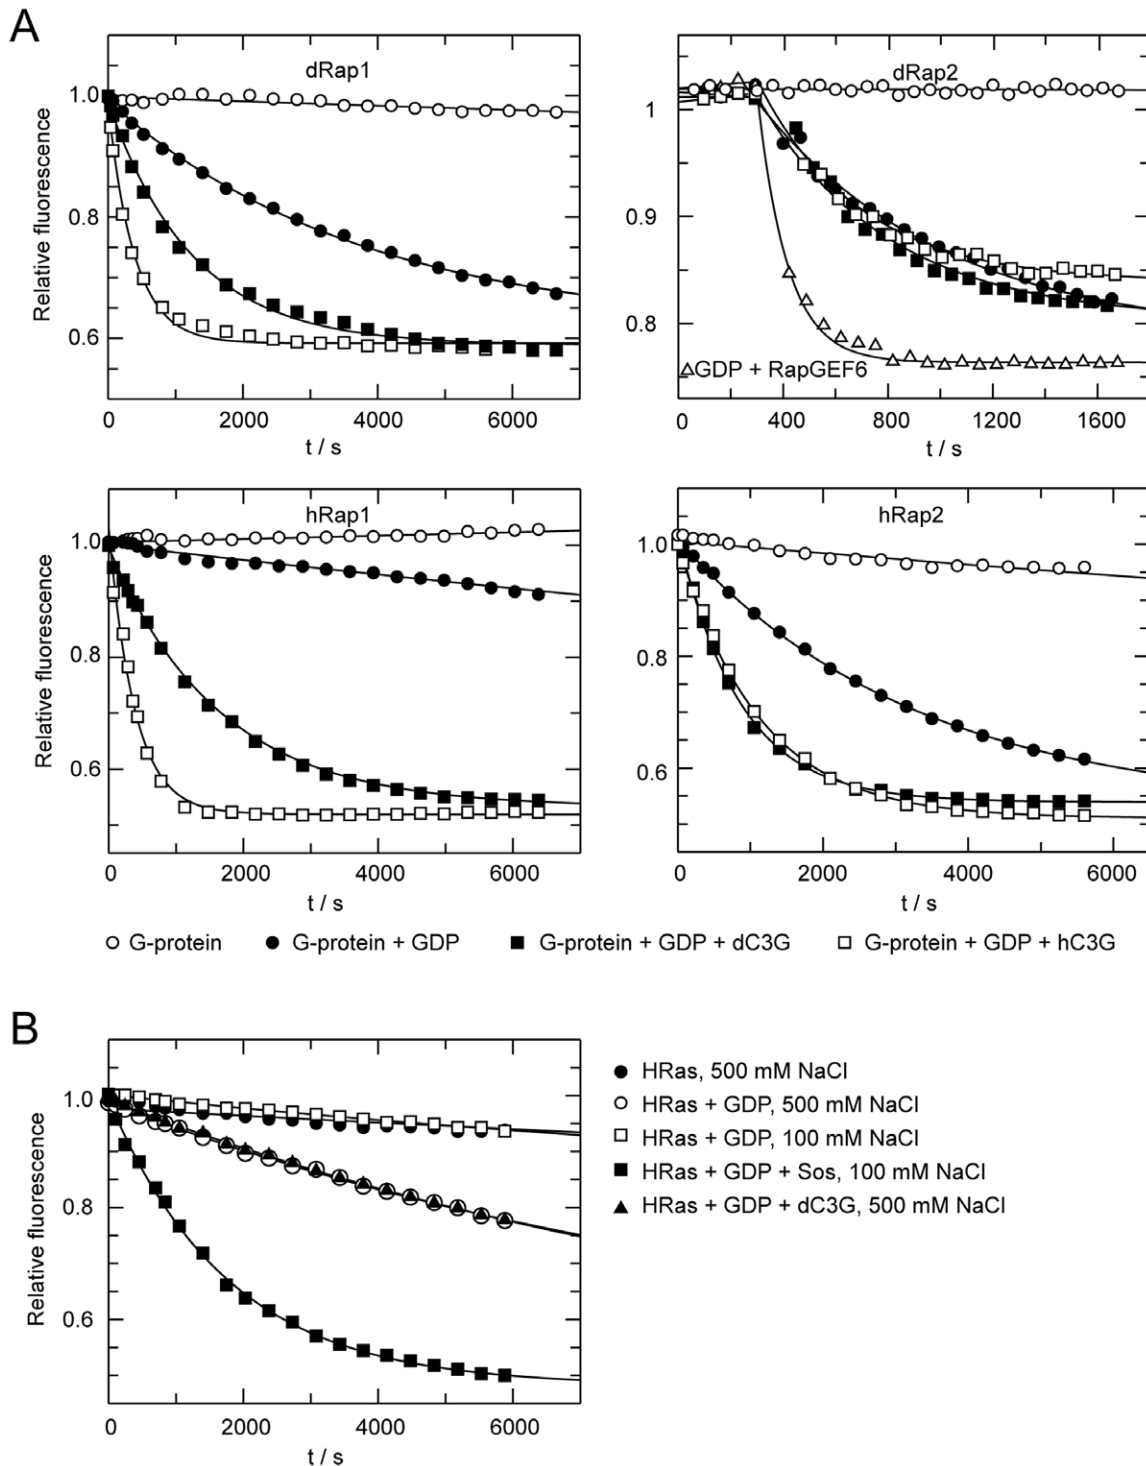 A
dRap1
1.0
0.8
0.6
Relative fluorescence
0 2000 4000 6000
t / s
dRap2
1
0.9
0.8
△GDP + RapGEF6
0 400 800 1200 1600
t / s
hRap1
1.0
0.8
0.6
Relative fluorescence
0 2000 4000 6000
t / s
hRap2
1.0
0.8
0.6
0 2000 4000 6000
t / s
○ G-protein ● G-protein + GDP ■ G-protein + GDP + dC3G □ G-protein + GDP + hC3G
B
1.0
0.8
0.6
Relative fluorescence
0 2000 4000 6000
t / s
● HRas, 500 mM NaCl
○ HRas + GDP, 500 mM NaCl
□ HRas + GDP, 100 mM NaCl
■ HRas + GDP + Sos, 100 mM NaCl
▲ HRas + GDP + dC3G, 500 mM NaCl